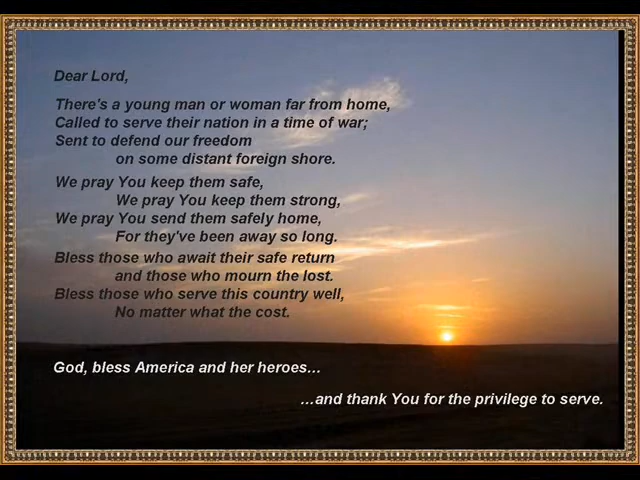 Dear Lord,
There's a young man or woman far from home,
Called to serve their nation in a time of war;
Sent to defend our freedom
on some distant foreign shore.
We pray You keep them safe,
We pray You keep them strong,
We pray You send them safely home,
For they've been away so long.
Bless those who await their safe return
and those who mourn the lost.
Bless those who serve this country well,
No matter what the cost.
God, bless America and her heroes…
…and thank You for the privilege to serve.